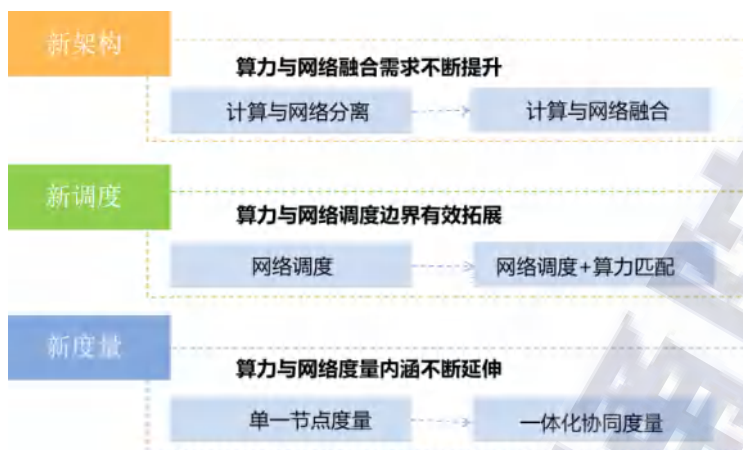 新架构
算力与网络融合需求不断提升
计算与网络分离
计算与网络融合
新调度
算力与网络调度边界有效拓展
网络调度
网络调度+算力匹配
新度量
算力与网络度量内涵不断延伸
单一节点度量
一体化协同度量